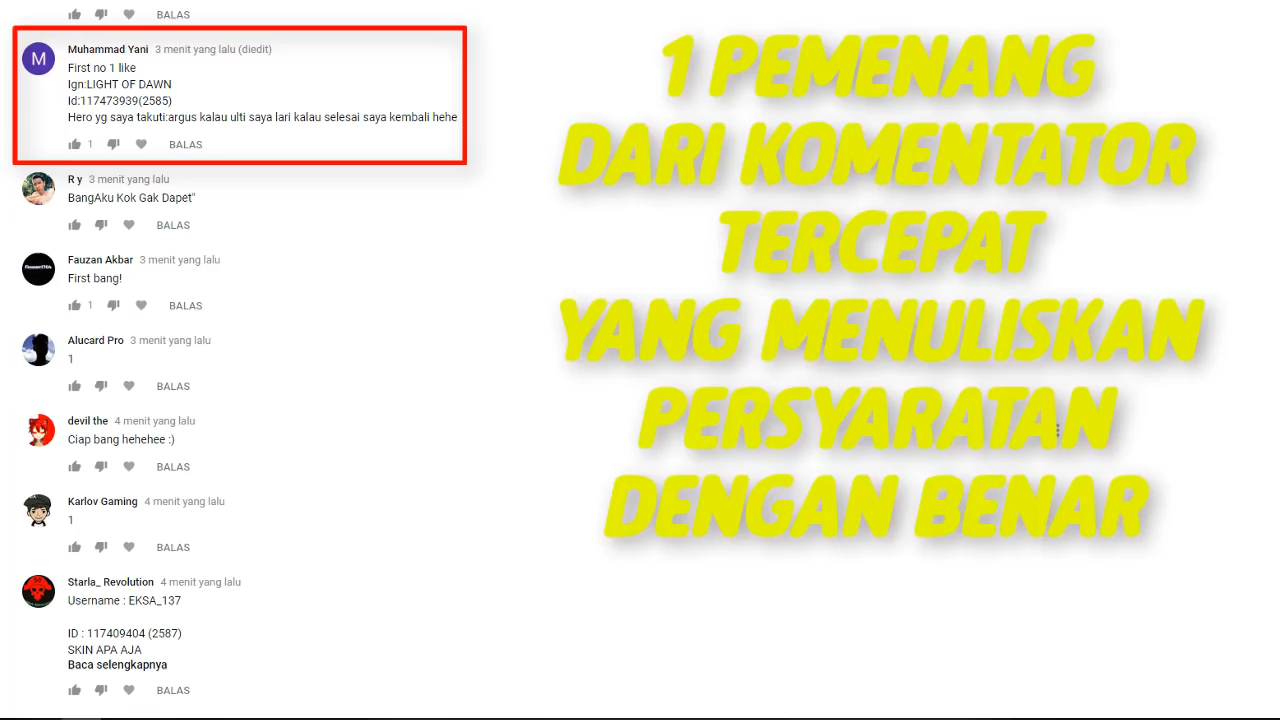 BALAS
M
Muhammad Yani 3 menit yang lalu (diedit)
First no 1 like
Ign:LIGHT OF DAWN
Id:117473939(2585)
Hero yg saya takuti:argus kalau ulti saya lari kalau selesai saya kembali hehe
1 BALAS
R y 3 menit yang lalu
BangAku Kok Gak Dapet"
BALAS
Fauzan Akbar 3 menit yang lalu
First bang!
1 BALAS
Alucard Pro 3 menit yang lalu
1
BALAS
devil the 4 menit yang lalu
Ciap bang hehehee :)
BALAS
Karlov Gaming 4 menit yang lalu
1
BALAS
Starla_ Revolution 4 menit yang lalu
Username : EKSA_137
ID : 117409404 (2587)
SKIN APA AJA
Baca selengkapnya
BALAS
1 PEMENANG
DARI KOMENTATOR
TERCEPAT
YANG MENULISKAN
PERSYARATAN
DENGAN BENAR